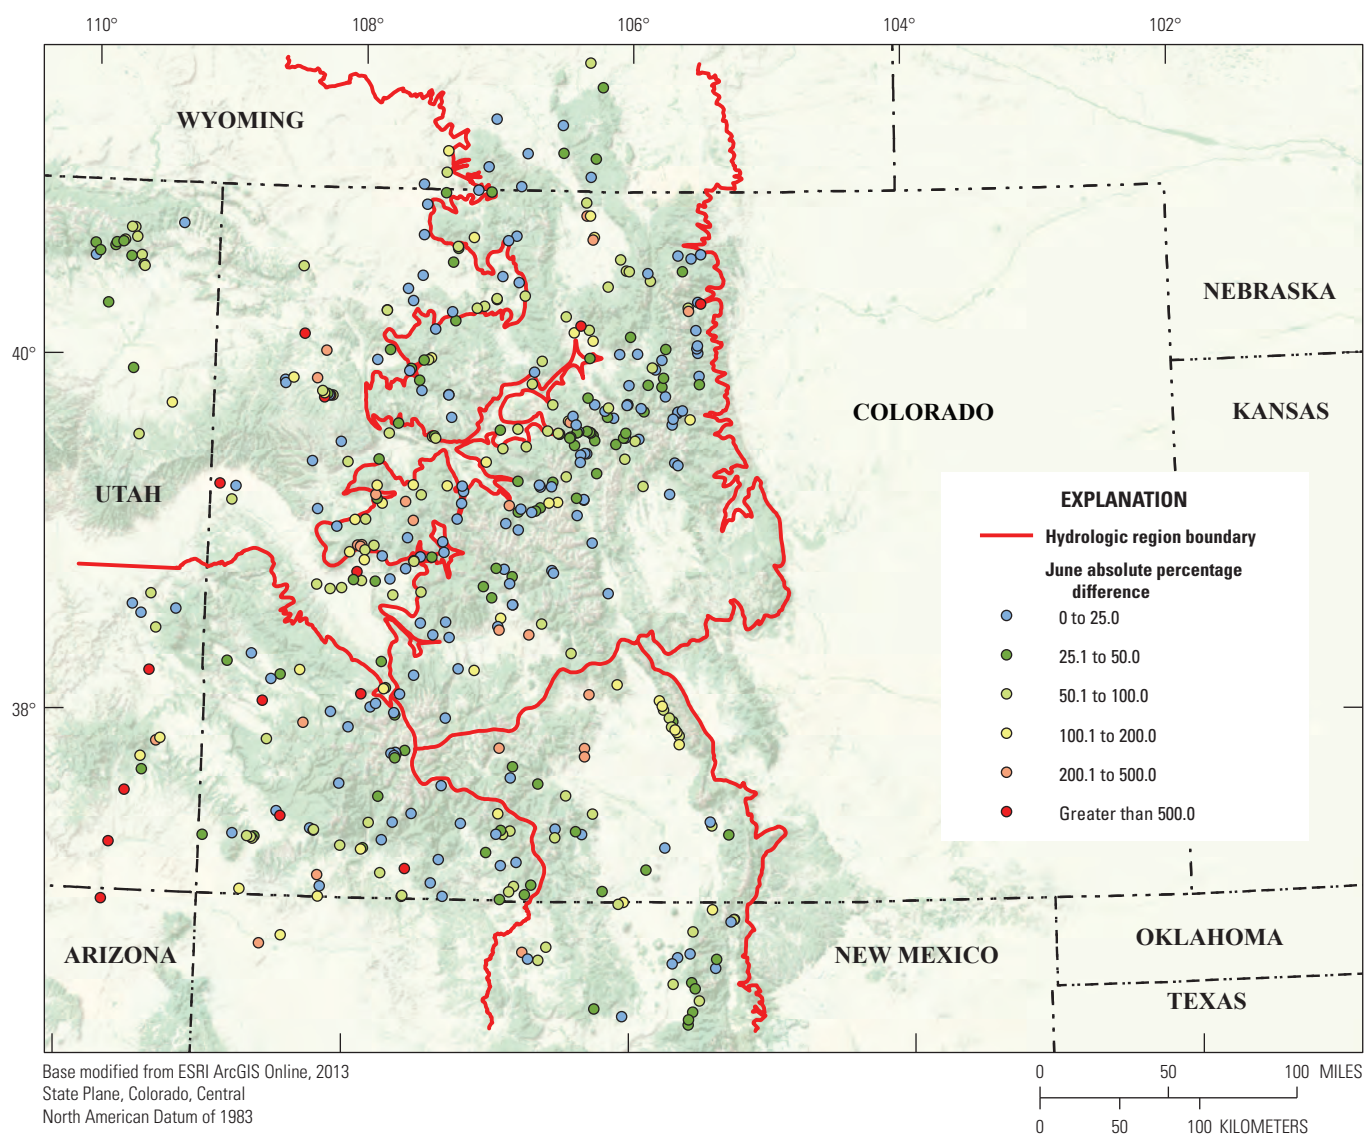 110° 108° 106° 104° 102°
WYOMING
NEBRASKA
40°
COLORADO KANSAS
UTAH
EXPLANATION
Hydrologic region boundary
June absolute percentage
difference
0 to 25.0
25.1 to 50.0
50.1 to 100.0
38°
100.1 to 200.0
200.1 to 500.0
Greater than 500.0
OKLAHOMA
ARIZONA NEW MEXICO
TEXAS
Base modified from ESRI ArcGIS Online, 2013
State Plane, Colorado, Central
North American Datum of 1983
0 50 100 MILES
0 50 100 KILOMETERS